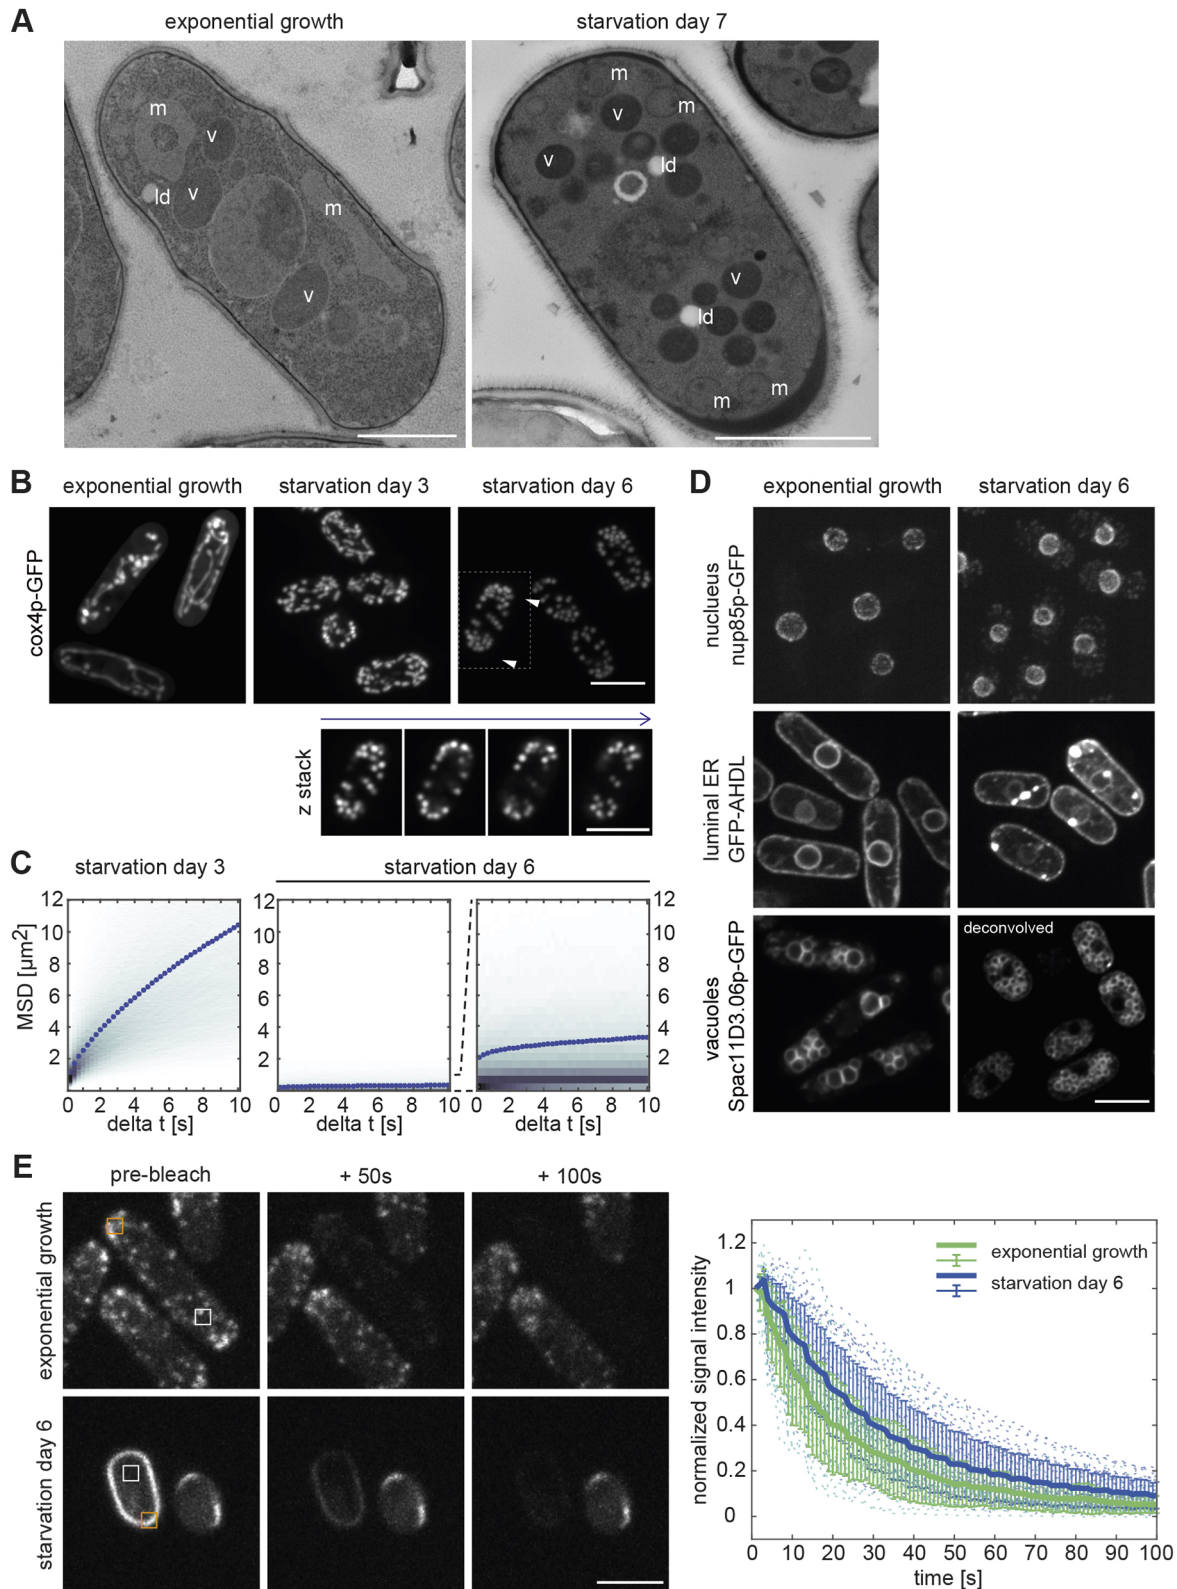 A
exponential growth
starvation day 7
m
v
ld
v
m
v
m
m
v
v
ld
v
ld
m
m
B
exponential growth
starvation day 3
starvation day 6
cox4p-GFP
z stack
C
starvation day 3
starvation day 6
MSD [µm²]
12
10
8
6
4
2
0 2 4 6 8 10
delta t [s]
12
10
8
6
4
2
0 2 4 6 8 10
delta t [s]
12
10
8
6
4
2
0 2 4 6 8 10
delta t [s]
D
exponential growth
starvation day 6
nuclueus
nup85p-GFP
luminal ER
GFP-AHDL
vacuoles
Spac11D3.06p-GFP
deconvolved
E
pre-bleach
+ 50s
+ 100s
exponential growth
starvation day 6
normalized signal intensity
1.2
1
0.8
0.6
0.4
0.2
0
exponential growth
starvation day 6
0 10 20 30 40 50 60 70 80 90 100
time [s]